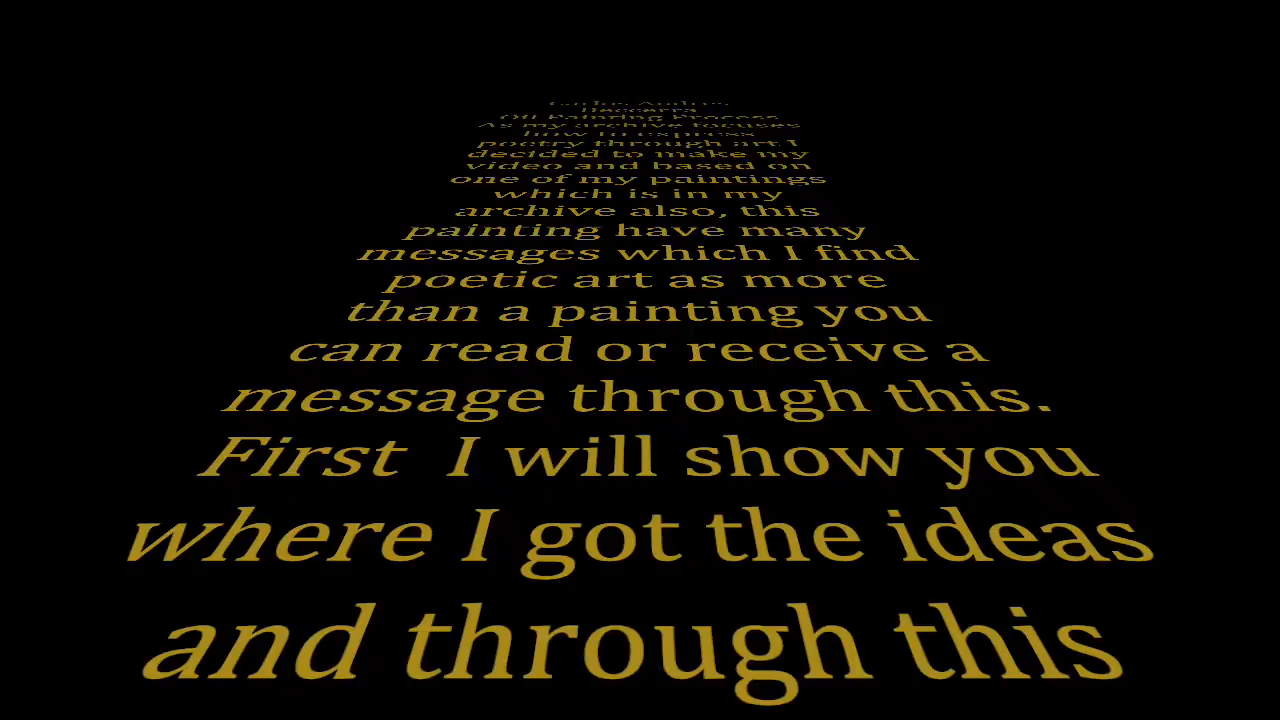 Oil Painting Process
As my archive focuses
how to express
poetry through art I
decided to make my
video and based on
one of my paintings
which is in my
archive also, this
painting have many
messages which I find
poetic art as more
than a painting you
can read or receive a
message through this.
First I will show you
where I got the ideas
and through this